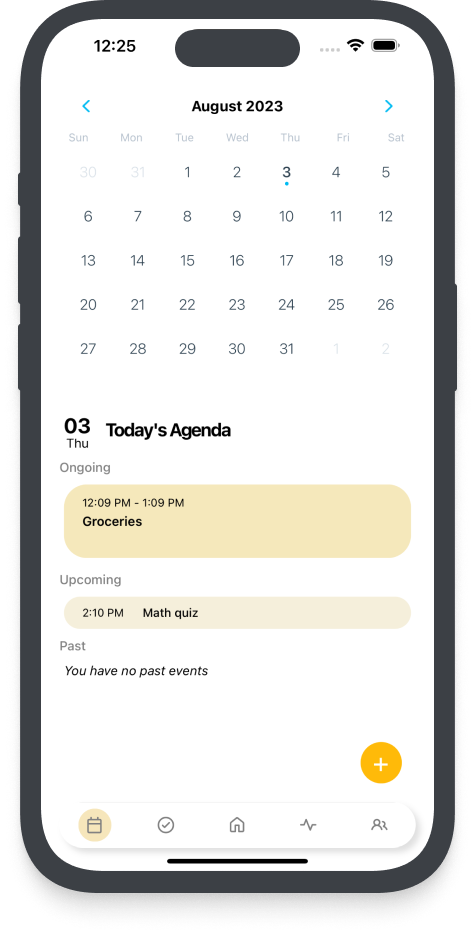 12:25
August 2023
Sun Mon Tue Wed Thu Fri Sat
30 31 1 2 3 4 5
6 7 8 9 10 11 12
13 14 15 16 17 18 19
20 21 22 23 24 25 26
27 28 29 30 31 1 2
03 Today's Agenda
Thu
Ongoing
12:09 PM - 1:09 PM
Groceries
Upcoming
2:10 PM Math quiz
Past
You have no past events